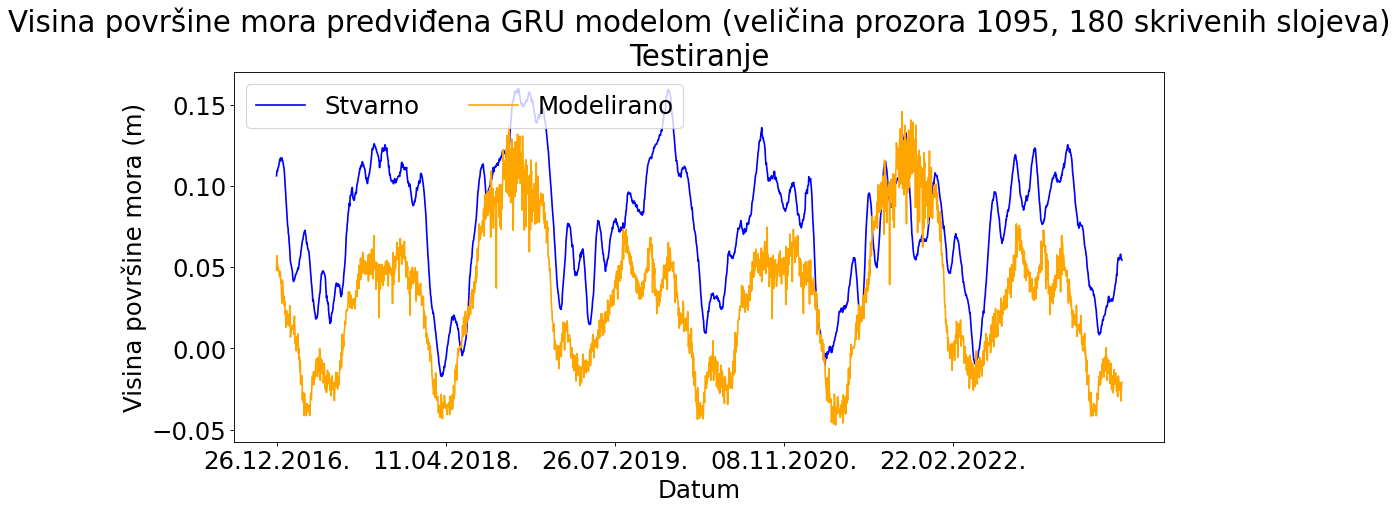 Visina površine mora predviđena GRU modelom (veličina prozora 1095, 180 skrivenih slojeva)
Testiranje
Stvarno
Modelirano
Visina površine mora (m)
0.15
0.10
0.05
0.00
−0.05
26.12.2016.
11.04.2018.
26.07.2019.
08.11.2020.
22.02.2022.
Datum